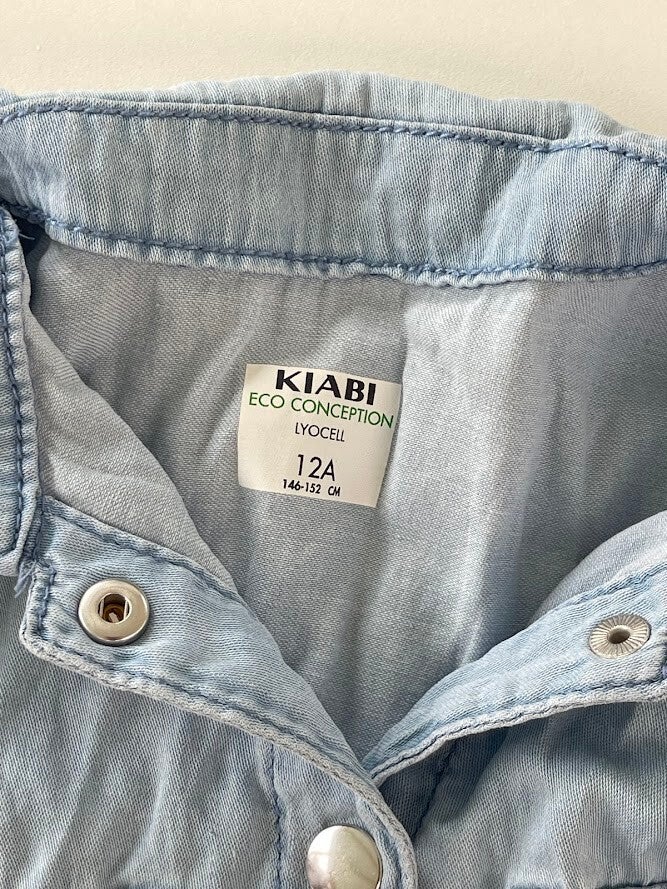 KIABI
ECO CONCEPTION
LYOCELL
12A
146-152 CM